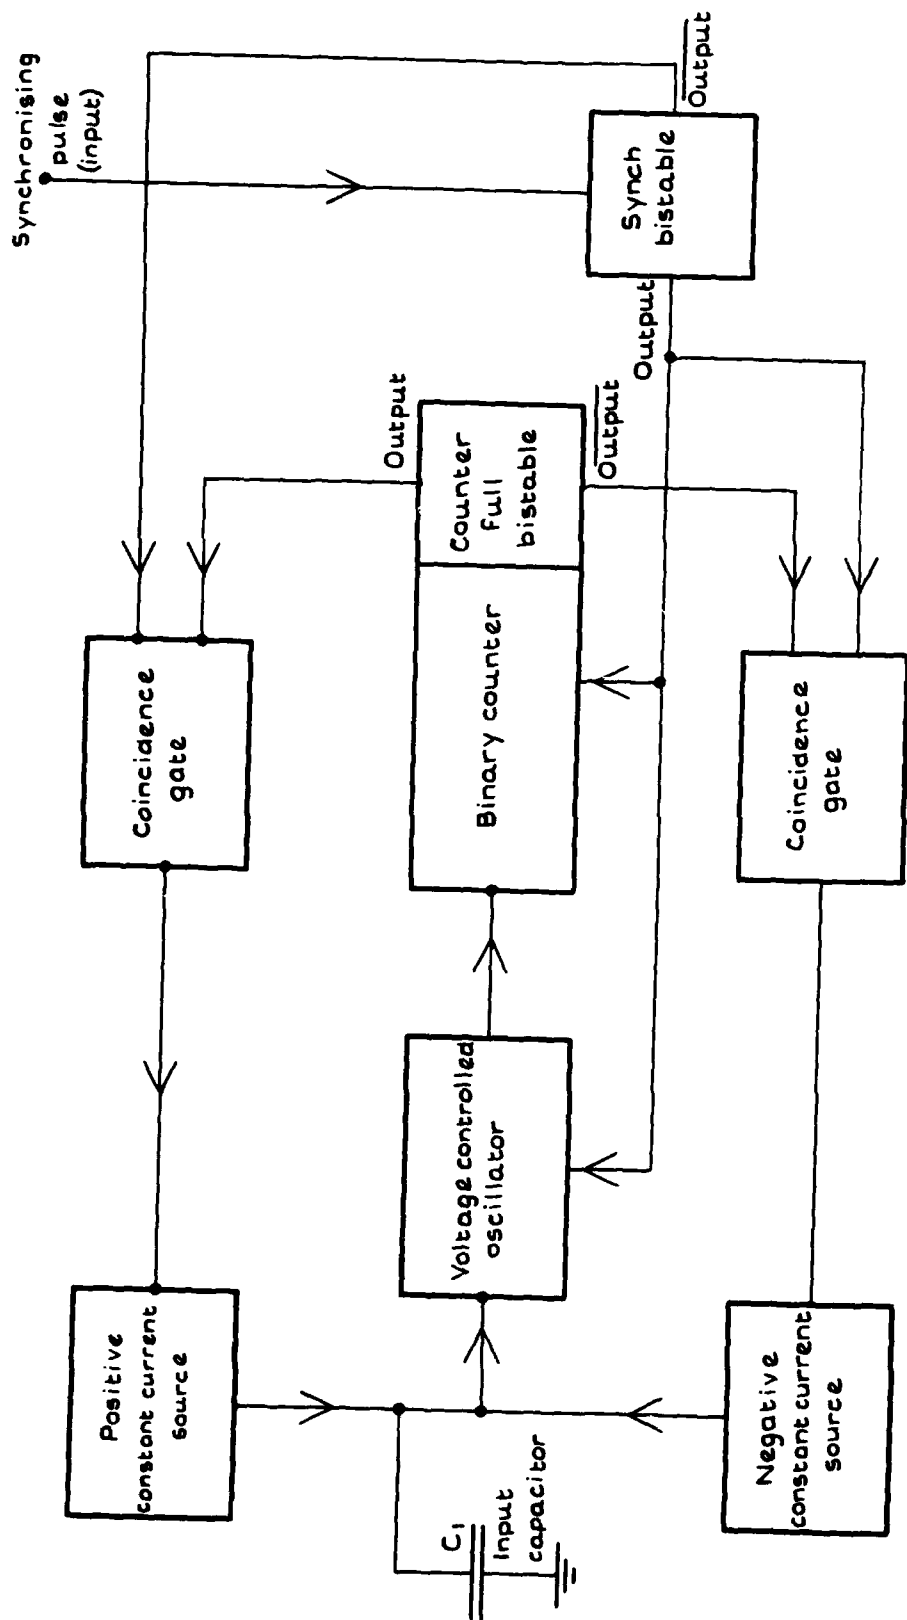 Synchronising
pulse
(input)
Output
Synch
bistable
Output
Output
Counter
full
bistable
Output
Binary counter
Coincidence
gate
Coincidence
gate
Voltage controlled
oscillator
Positive
constant current
source
Negative
constant current
source
C1
Input
capacitor